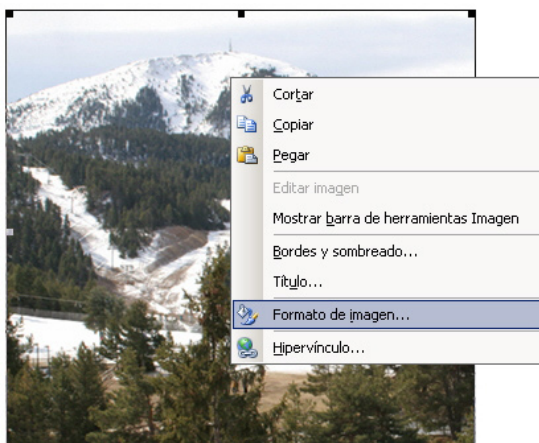 Cortar
Copiar
Pegar
Editar imagen
Mostrar barra de herramientas Imagen
Bordes y sombreado...
Título...
Formato de imagen...
Hipervínculo...